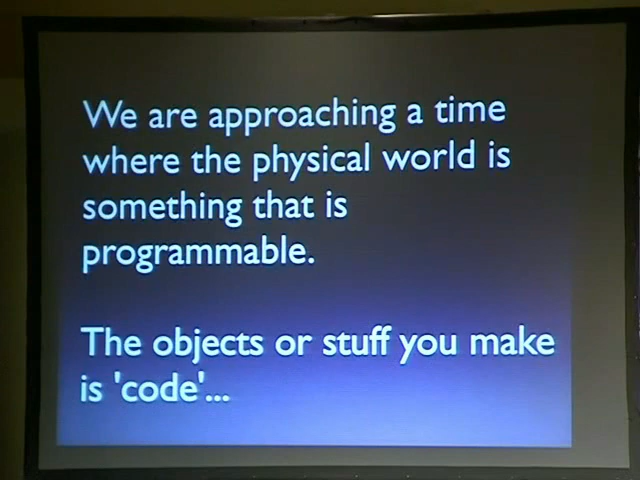 We are approaching a time
where the physical world is
something that is
programmable.
The objects or stuff you make
is 'code'...